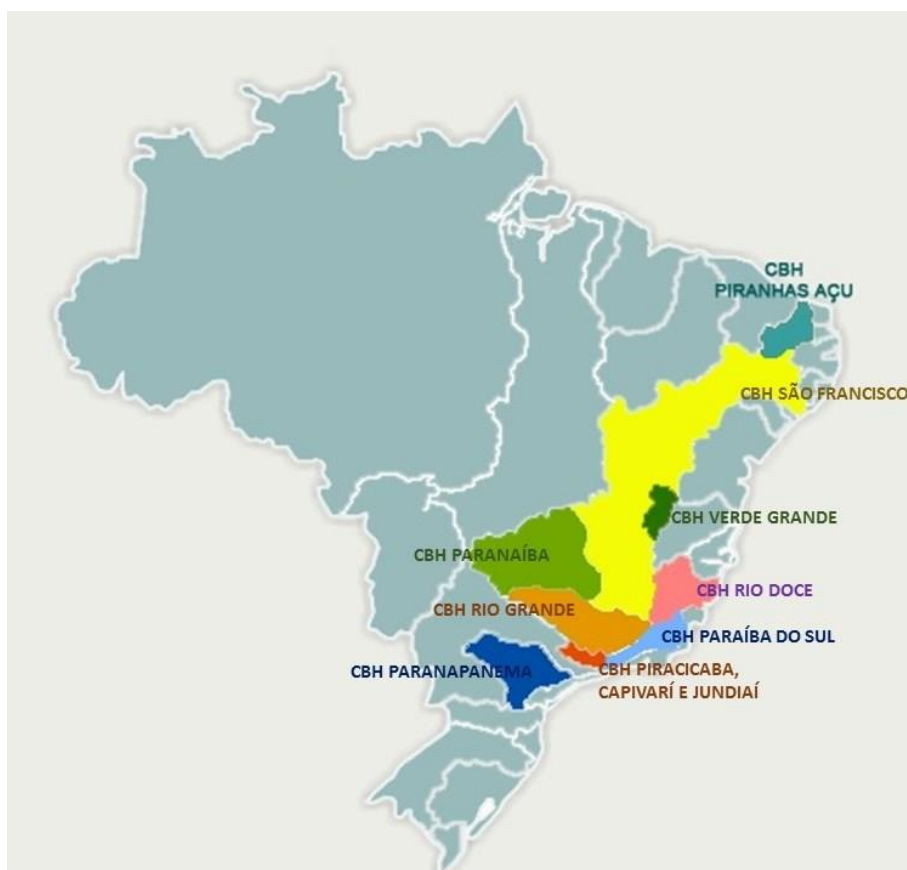 CBH
PIRANHAS AÇU
CBH SÃO FRANCISCO
CBH VERDE GRANDE
CBH PARANAÍBA
CBH RIO DOCE
CBH RIO GRANDE
CBH PARAÍBA DO SUL
CBH PARANAPANEMA
CBH PIRACICABA,
CAPIVARÍ E JUNDIAÍ